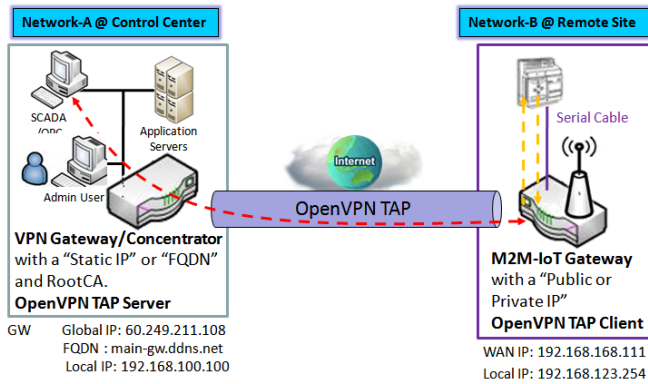 Network-A @ Control Center
Network-B @ Remote Site
SCADA
/OPC
Application
Servers
Admin User
Serial Cable
Internet
OpenVPN TAP
VPN Gateway/Concentrator
with a “Static IP” or “FQDN”
and RootCA.
OpenVPN TAP Server
M2M-IoT Gateway
with a “Public or
Private IP”
OpenVPN TAP Client
GW Global IP: 60.249.211.108
FQDN : main-gw.ddns.net
Local IP: 192.168.100.100
WAN IP: 192.168.168.111
Local IP: 192.168.123.254